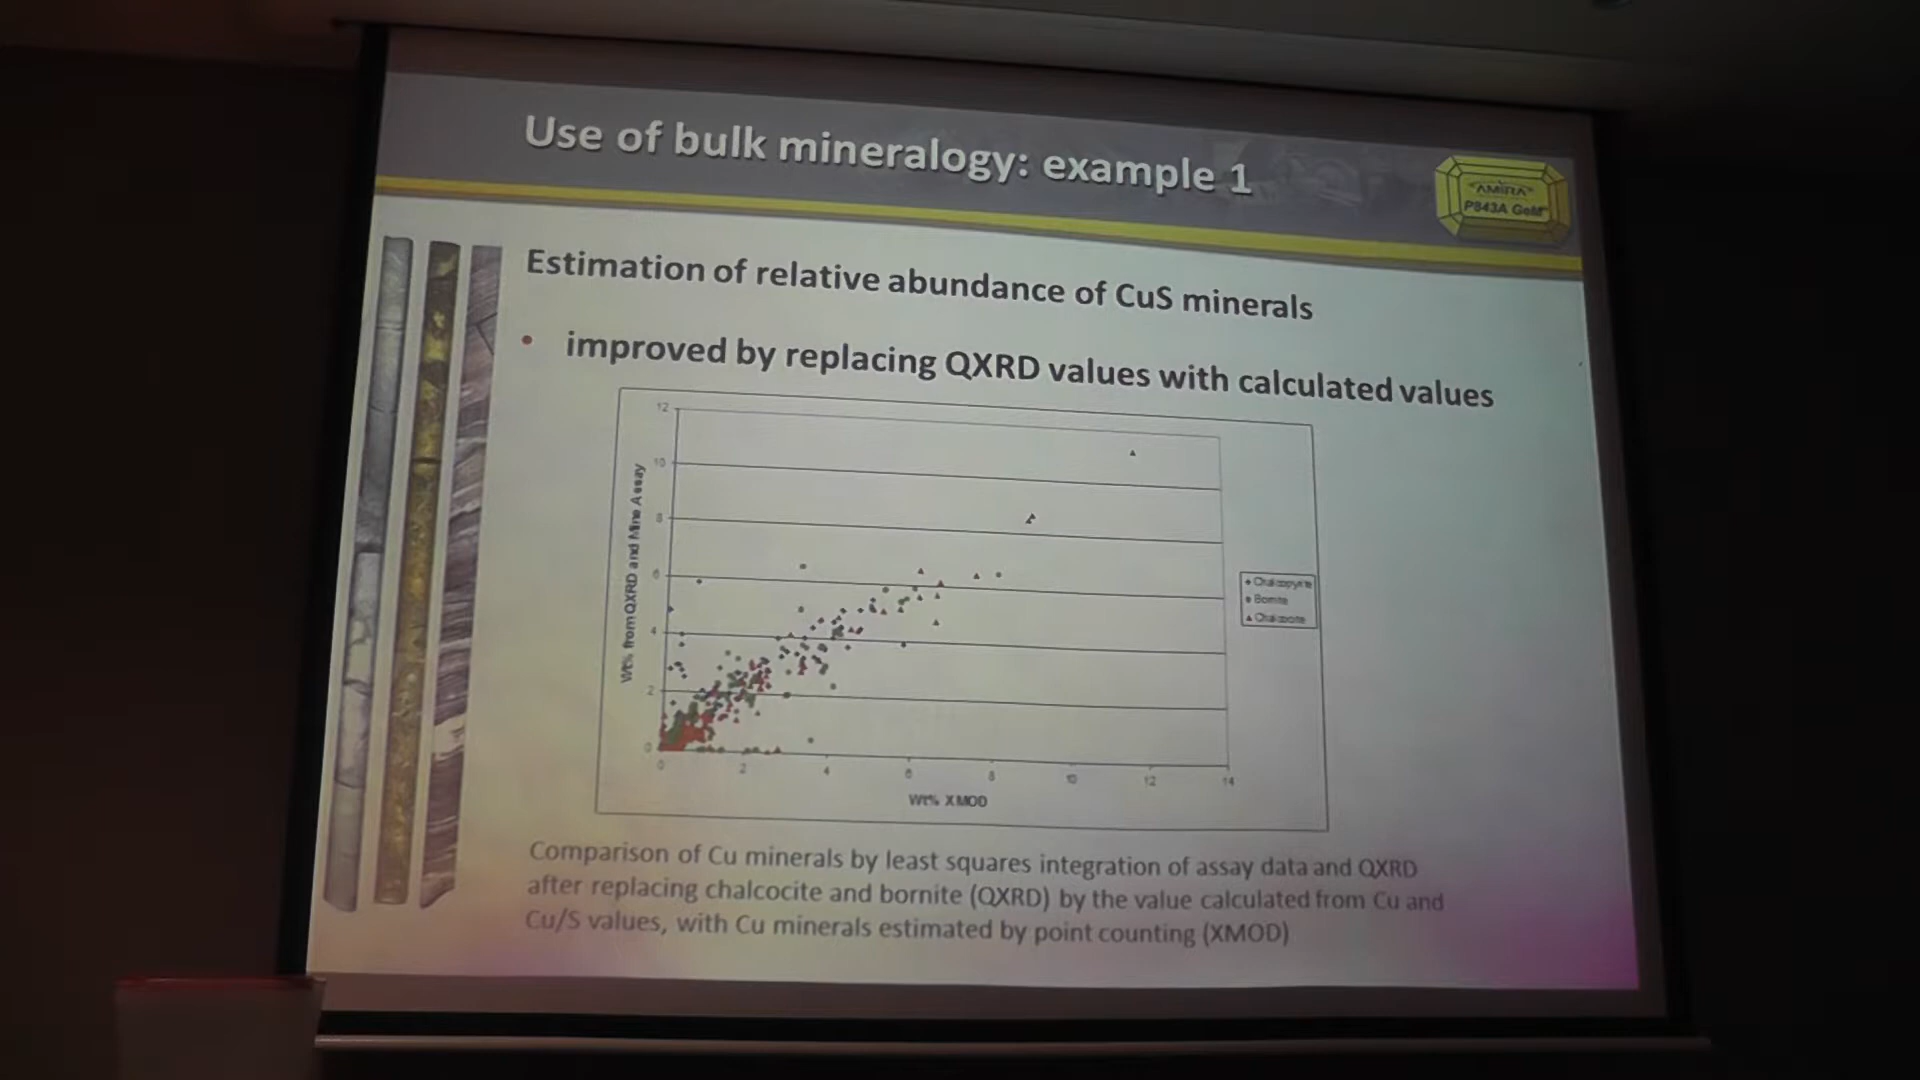 Use of bulk mineralogy: example 1
AMIRA
P843A GeM
Estimation of relative abundance of CuS minerals
• improved by replacing QXRD values with calculated values
Wt% from QXRD and Mine Assay
12
10
8
6
4
2
0
0 2 4 6 8 10 12 14
Wt% XMOD
Chalcopyrite
Bornite
Chalcocite
Comparison of Cu minerals by least squares integration of assay data and QXRD
after replacing chalcocite and bornite (QXRD) by the value calculated from Cu and
Cu/S values, with Cu minerals estimated by point counting (XMOD)